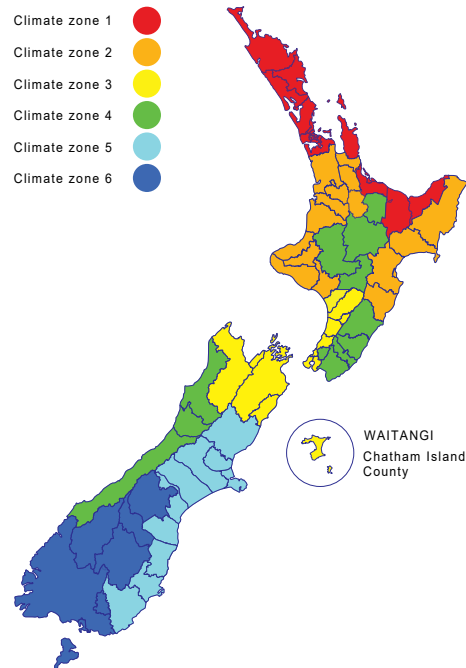 Climate zone 1
Climate zone 2
Climate zone 3
Climate zone 4
Climate zone 5
Climate zone 6
WAITANGI
Chatham Island
County